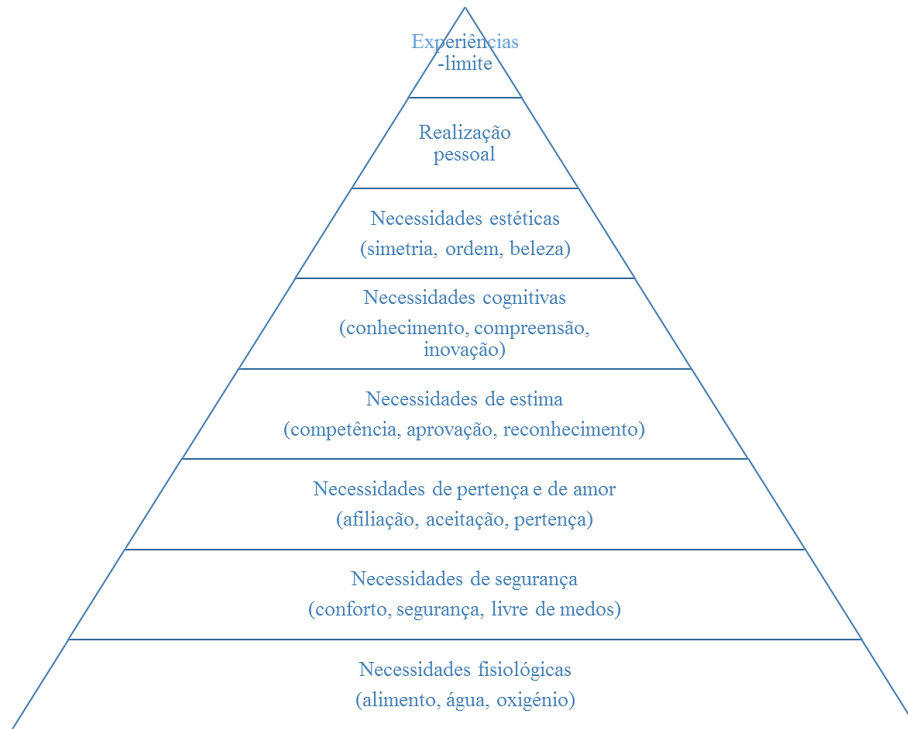 Experiências
-limite
Realização
pessoal
Necessidades estéticas
(simetria, ordem, beleza)
Necessidades cognitivas
(conhecimento, compreensão,
inovação)
Necessidades de estima
(competência, aprovação, reconhecimento)
Necessidades de pertença e de amor
(afiliação, aceitação, pertença)
Necessidades de segurança
(conforto, segurança, livre de medos)
Necessidades fisiológicas
(alimento, água, oxigénio)